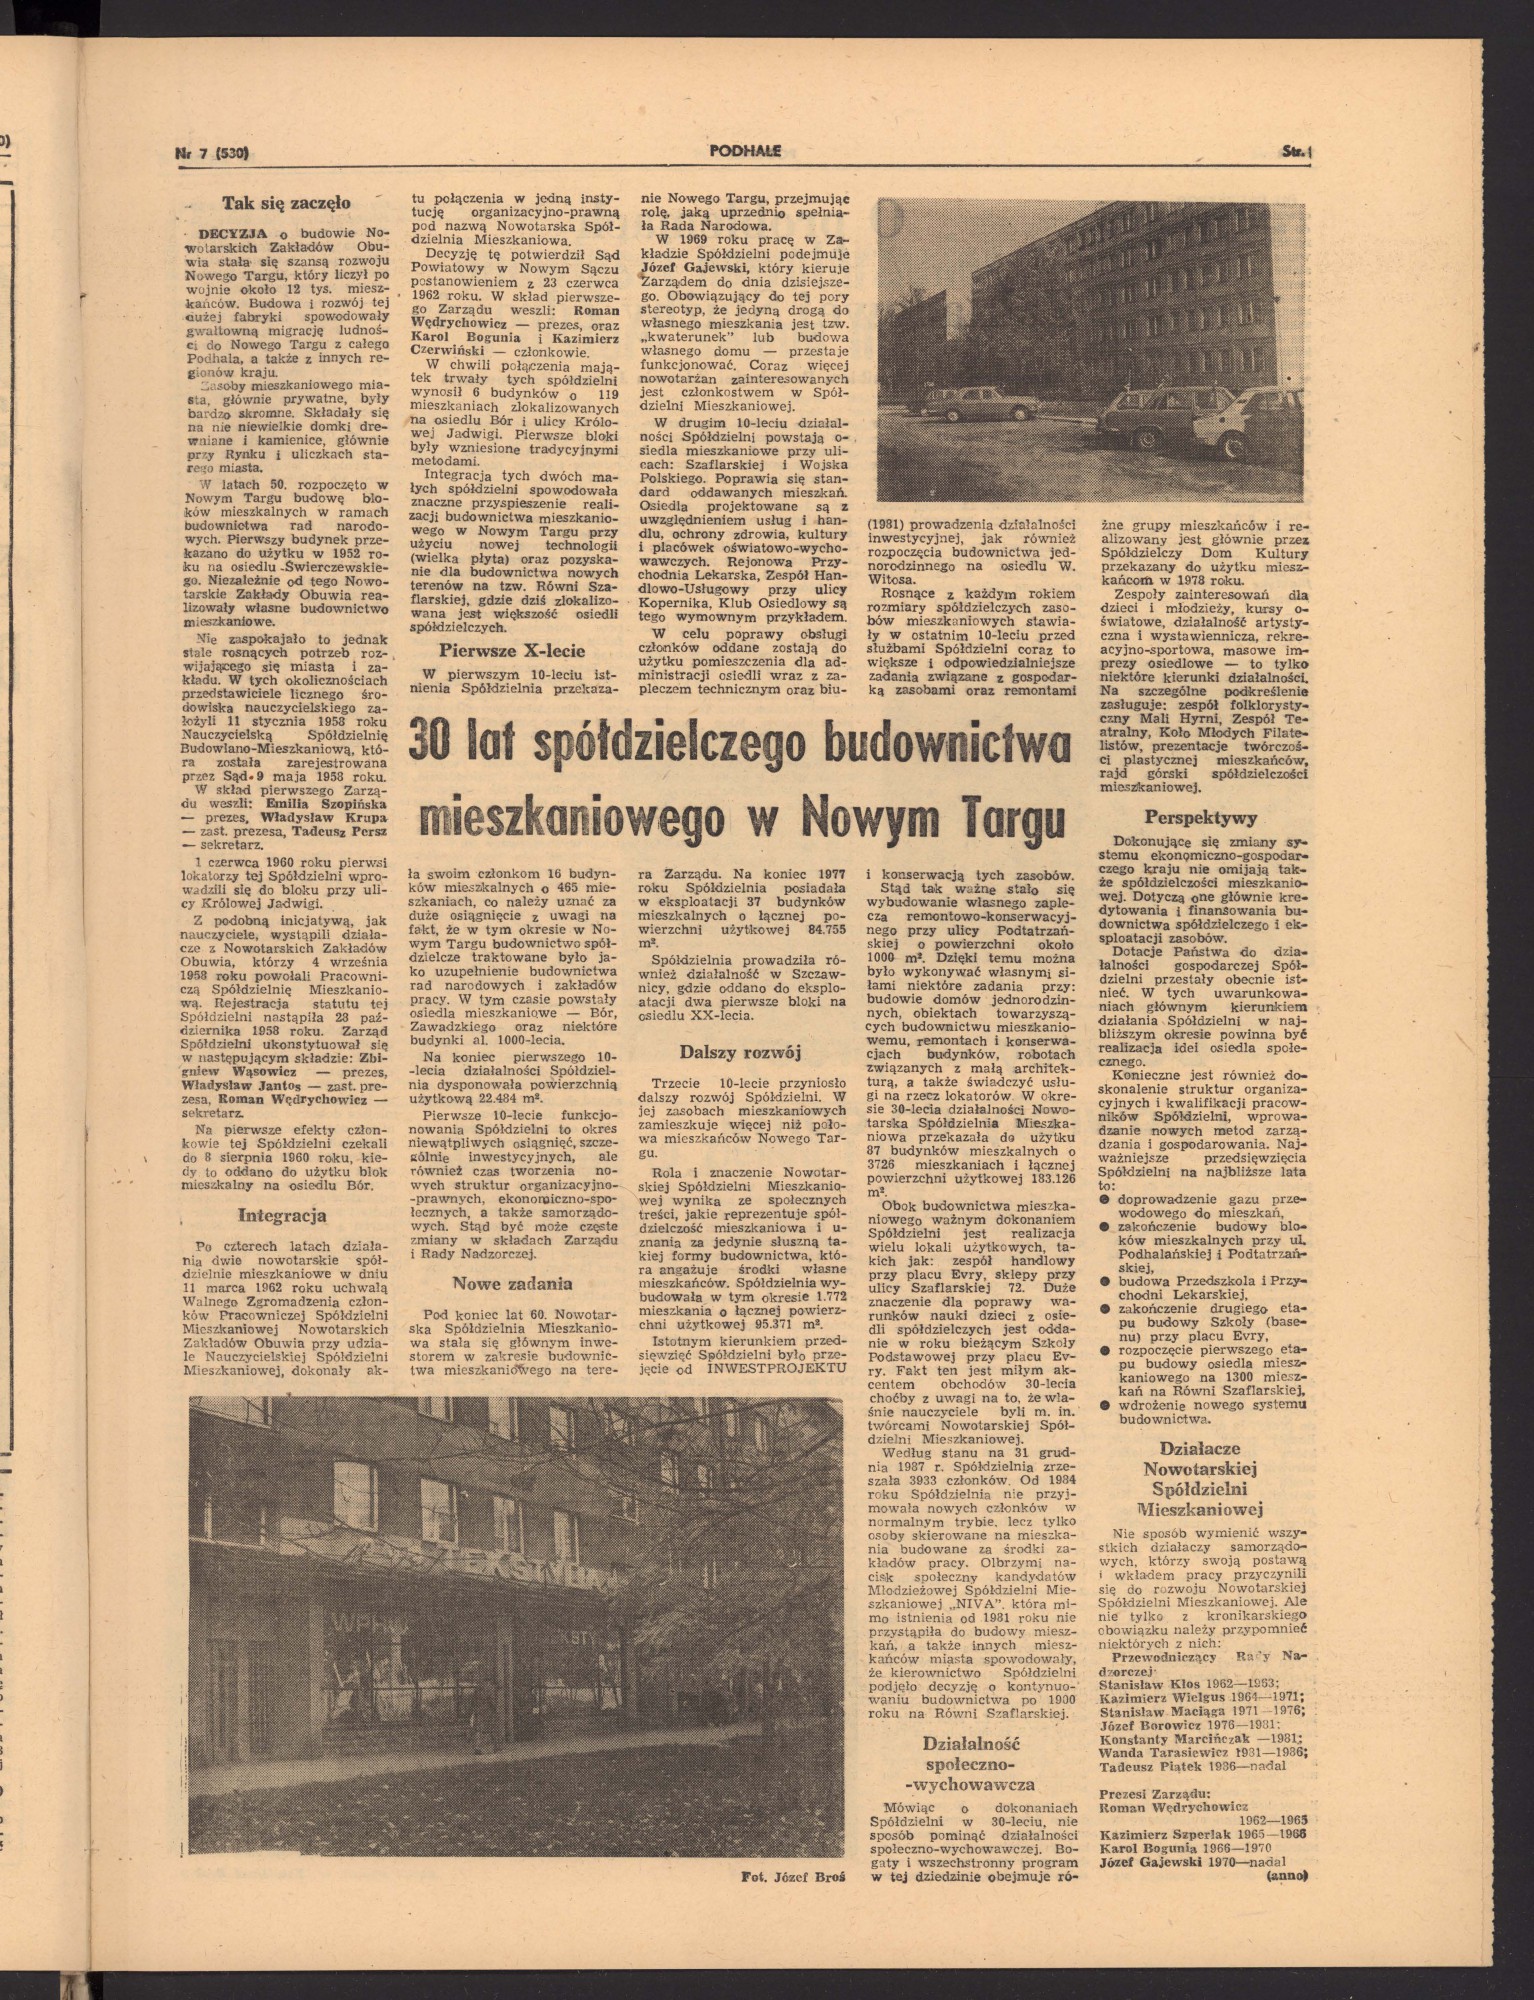 Nr 7 (530)
PODHALE
Str.
30 lat spółdzielczego budownictwa
mieszkaniowego w Nowym Targu
Tak się zaczęło
DECYZJA o budowie No-
wotarskich Zakładów Obu-
wia stała się szansą rozwoju
Nowego Targu, który liczył po
wojnie około 12 tys. miesz-
kańców. Budowa i rozwój tej
dużej fabryki spowodowały
gwałtowną migrację ludnoś-
ci do Nowego Targu z całego
Podhala, a także z innych re-
gionów kraju.
Zasoby mieszkaniowego mia-
sta, głównie prywatne, były
bardzo skromne. Składały się
na nie niewielkie domki dre-
wniane i kamienice, głównie
przy Rynku i uliczkach sta-
rego miasta.
W latach 50. rozpoczęto w
Nowym Targu budowę blo-
ków mieszkalnych w ramach
budownictwa rad narodo-
wych. Pierwszy budynek prze-
kazano do użytku w 1952 ro-
ku na osiedlu Świerczewskie-
go. Niezależnie od tego Nowo-
tarskie Zakłady Obuwia rea-
lizowały własne budownictwo
mieszkaniowe.
Nie zaspokajało to jednak
stale rosnących potrzeb roz-
wijającego się miasta i za-
kładu. W tych okolicznościach
przedstawiciele licznego śro-
dowiska nauczycielskiego za-
łożyli 11 stycznia 1958 roku
Nauczycielską Spółdzielnię
Budowlano-Mieszkaniową, któ-
ra została zarejestrowana
przez Sąd 9 maja 1958 roku.
W skład pierwszego Zarzą-
du weszli: Emilia Szopińska
— prezes, Władysław Krupa
— zast. prezesa, Tadeusz Persz
— sekretarz.
1 czerwca 1960 roku pierwsi
lokatorzy tej Spółdzielni wpro-
wadzili się do bloku przy uli-
cy Królowej Jadwigi.
Z podobną inicjatywą, jak
nauczyciele, wystąpili działa-
cze z Nowotarskich Zakładów
Obuwia, którzy 4 września
1958 roku powołali Pracowni-
czą Spółdzielnię Mieszkanio-
wą. Rejestracja statutu tej
Spółdzielni nastąpiła 28 paź-
dziernika 1958 roku. Zarząd
Spółdzielni ukonstytuował się
w następującym składzie: Zbi-
gniew Wąsowicz — prezes,
Władysław Jantos — zast. pre-
zesa, Roman Wędrychowicz —
sekretarz.
Na pierwsze efekty człon-
kowie tej Spółdzielni czekali
do 8 sierpnia 1960 roku, kie-
dy to oddano do użytku blok
mieszkalny na osiedlu Bór.
Integracja
Po czterech latach działa-
nia dwie nowotarskie spół-
dzielnie mieszkaniowe w dniu
11 marca 1962 roku uchwałą
Walnego Zgromadzenia człon-
ków Pracowniczej Spółdzielni
Mieszkaniowej Nowotarskich
Zakładów Obuwia przy udzia-
le Nauczycielskiej Spółdzielni
Mieszkaniowej, dokonały ak-
tu połączenia w jedną insty-
tucję organizacyjno-prawną
pod nazwą Nowotarska Spół-
dzielnia Mieszkaniowa.
Decyzję tę potwierdził Sąd
Powiatowy w Nowym Sączu
postanowieniem z 23 czerwca
1962 roku. W skład pierwsze-
go Zarządu weszli: Roman
Wędrychowicz — prezes, oraz
Karol Bogunia i Kazimierz
Czerwiński — członkowie.
W chwili połączenia mają-
tek trwały tych spółdzielni
wynosił 6 budynków o 119
mieszkaniach zlokalizowanych
na osiedlu Bór i ulicy Królo-
wej Jadwigi. Pierwsze bloki
były wzniesione tradycyjnymi
metodami.
Integracja tych dwóch ma-
łych spółdzielni spowodowała
znaczne przyspieszenie reali-
zacji budownictwa mieszkanio-
wego w Nowym Targu przy
użyciu nowej technologii
(wielka płyta) oraz pozyska-
nie dla budownictwa nowych
terenów na tzw. Równi Sza-
flarskiej, gdzie dziś zlokalizo-
wana jest większość osiedli
spółdzielczych.
Pierwsze X-lecie
W pierwszym 10-leciu ist-
nienia Spółdzielnia przekaza-
ła swoim członkom 16 budyn-
ków mieszkalnych o 465 mie-
szkaniach, co należy uznać za
duże osiągnięcie z uwagi na
fakt, że w tym okresie w No-
wym Targu budownictwo spół-
dzielcze traktowane było ja-
ko uzupełnienie budownictwa
rad narodowych i zakładów
pracy. W tym czasie powstały
osiedla mieszkaniowe — Bór,
Zawadzkiego oraz niektóre
budynki al. 1000-lecia.
Na koniec pierwszego 10-
-lecia działalności Spółdziel-
nia dysponowała powierzchnią
użytkową 22.484 m².
Pierwsze 10-lecie funkcjo-
nowania Spółdzielni to okres
niewątpliwych osiągnięć, szcze-
gólnie inwestycyjnych, ale
również czas tworzenia no-
wych struktur organizacyjno-
-prawnych, ekonomiczno-spo-
łecznych, a także samorządo-
wych. Stąd być może częste
zmiany w składach Zarządu
i Rady Nadzorczej.
Nowe zadania
Pod koniec lat 60. Nowotar-
ska Spółdzielnia Mieszkanio-
wa stała się głównym inwe-
storem w zakresie budownic-
twa mieszkaniowego na tere-
nie Nowego Targu, przejmując
rolę, jaką uprzednio spełnia-
ła Rada Narodowa.
W 1969 roku pracę w Za-
kładzie Spółdzielni podejmuje
Józef Gajewski, który kieruje
Zarządem do dnia dzisiejsze-
go. Obowiązujący do tej pory
stereotyp, że jedyną drogą do
własnego mieszkania jest tzw.
„kwaterunek" lub budowa
własnego domu — przestaje
funkcjonować. Coraz więcej
nowotarżan zainteresowanych
jest członkostwem w Spół-
dzielni Mieszkaniowej.
W drugim 10-leciu działal-
ności Spółdzielni powstają o-
siedla mieszkaniowe przy uli-
cach: Szaflarskiej i Wojska
Polskiego. Poprawia się stan-
dard oddawanych mieszkań.
Osiedla projektowane są z
uwzględnieniem usług i han-
dlu, ochrony zdrowia, kultury
i placówek oświatowo-wycho-
wawczych. Rejonowa Przy-
chodnia Lekarska, Zespół Han-
dlowo-Usługowy przy ulicy
Kopernika, Klub Osiedlowy są
tego wymownym przykładem.
W celu poprawy obsługi
członków oddane zostają do
użytku pomieszczenia dla ad-
ministracji osiedli wraz z za-
pleczem technicznym oraz biu-
ra Zarządu. Na koniec 1977
roku Spółdzielnia posiadała
w eksploatacji 37 budynków
mieszkalnych o łącznej po-
wierzchni użytkowej 84.755
m².
Spółdzielnia prowadziła ró-
wnież działalność w Szczaw-
nicy, gdzie oddano do eksplo-
atacji dwa pierwsze bloki na
osiedlu XX-lecia.
Dalszy rozwój
Trzecie 10-lecie przyniosło
dalszy rozwój Spółdzielni. W
jej zasobach mieszkaniowych
zamieszkuje więcej niż poło-
wa mieszkańców Nowego Tar-
gu.
Rola i znaczenie Nowotar-
skiej Spółdzielni Mieszkanio-
wej wynika ze społecznych
treści, jakie reprezentuje spół-
dzielczość mieszkaniowa i u-
znania za jedynie słuszną ta-
kiej formy budownictwa, któ-
ra angażuje środki własne
mieszkańców. Spółdzielnia wy-
budowała w tym okresie 1.772
mieszkania o łącznej powierz-
chni użytkowej 95.371 m².
Istotnym kierunkiem przed-
sięwzięć Spółdzielni było prze-
jęcie od INWESTPROJEKTU
(1981) prowadzenia działalności
inwestycyjnej, jak również
rozpoczęcia budownictwa jed-
norodzinnego na osiedlu W.
Witosa.
Rosnące z każdym rokiem
rozmiary spółdzielczych zaso-
bów mieszkaniowych stawia-
ły w ostatnim 10-leciu przed
służbami Spółdzielni coraz to
większe i odpowiedzialniejsze
zadania związane z gospodar-
ką zasobami oraz remontami
i konserwacją tych zasobów.
Stąd tak ważne stało się
wybudowanie własnego zaple-
cza remontowo-konserwacyj-
nego przy ulicy Podtatrzań-
skiej o powierzchni około
1000 m². Dzięki temu można
było wykonywać własnymi si-
łami niektóre zadania przy:
budowie domów jednorodzin-
nych, obiektach towarzyszą-
cych budownictwu mieszkanio-
wemu, remontach i konserwa-
cjach budynków, robotach
związanych z małą architek-
turą, a także świadczyć usłu-
gi na rzecz lokatorów. W okre-
sie 30-lecia działalności Nowo-
tarska Spółdzielnia Mieszka-
niowa przekazała do użytku
87 budynków mieszkalnych o
3726 mieszkaniach i łącznej
powierzchni użytkowej 183.126
m².
Obok budownictwa mieszka-
niowego ważnym dokonaniem
Spółdzielni jest realizacja
wielu lokali użytkowych, ta-
kich jak: zespół handlowy
przy placu Evry, sklepy przy
ulicy Szaflarskiej 72. Duże
znaczenie dla poprawy wa-
runków nauki dzieci z osie-
dli spółdzielczych jest odda-
nie w roku bieżącym Szkoły
Podstawowej przy placu Ev-
ry. Fakt ten jest miłym ak-
centem obchodów 30-lecia
choćby z uwagi na to, że wła-
śnie nauczyciele byli m. in.
twórcami Nowotarskiej Spół-
dzielni Mieszkaniowej.
Według stanu na 31 grud-
nia 1987 r. Spółdzielnia zrze-
szała 3933 członków. Od 1984
roku Spółdzielnia nie przyj-
mowała nowych członków w
normalnym trybie, lecz tylko
osoby skierowane na mieszka-
nia budowane za środki za-
kładów pracy. Olbrzymi na-
cisk społeczny kandydatów
Młodzieżowej Spółdzielni Mie-
szkaniowej „NIVA", która mi-
mo istnienia od 1981 roku nie
przystąpiła do budowy miesz-
kań, a także innych miesz-
kańców miasta spowodowały,
że kierownictwo Spółdzielni
podjęło decyzję o kontynuo-
waniu budownictwa po 1990
roku na Równi Szaflarskiej.
Działalność
społeczno-
-wychowawcza
Mówiąc o dokonaniach
Spółdzielni w 30-leciu, nie
sposób pominąć działalności
społeczno-wychowawczej. Bo-
gaty i wszechstronny program
w tej dziedzinie obejmuje ró-
żne grupy mieszkańców i re-
alizowany jest głównie przez
Spółdzielczy Dom Kultury
przekazany do użytku miesz-
kańcom w 1978 roku.
Zespoły zainteresowań dla
dzieci i młodzieży, kursy o-
światowe, działalność artysty-
czna i wystawiennicza, rekre-
acyjno-sportowa, masowe im-
prezy osiedlowe — to tylko
niektóre kierunki działalności.
Na szczególne podkreślenie
zasługuje: zespół folklorysty-
czny Mali Hyrni, Zespół Te-
atralny, Koło Młodych Filate-
listów, prezentacje twórczoś-
ci plastycznej mieszkańców,
rajd górski spółdzielczości
mieszkaniowej.
Perspektywy
Dokonujące się zmiany sy-
stemu ekonomiczno-gospodar-
czego kraju nie omijają tak-
że spółdzielczości mieszkanio-
wej. Dotyczą one głównie kre-
dytowania i finansowania bu-
downictwa spółdzielczego i ek-
sploatacji zasobów.
Dotacje Państwa do dzia-
łalności gospodarczej Spół-
dzielni przestały obecnie ist-
nieć. W tych uwarunkowa-
niach głównym kierunkiem
działania Spółdzielni w naj-
bliższym okresie powinna być
realizacja idei osiedla społe-
cznego.
Konieczne jest również do-
skonalenie struktur organiza-
cyjnych i kwalifikacji pracow-
ników Spółdzielni, wprowa-
dzanie nowych metod zarzą-
dzania i gospodarowania. Naj-
ważniejsze przedsięwzięcia
Spółdzielni na najbliższe lata
to:
● doprowadzenie gazu prze-
wodowego do mieszkań,
● zakończenie budowy blo-
ków mieszkalnych przy ul.
Podhalańskiej i Podtatrzań-
skiej,
● budowa Przedszkola i Przy-
chodni Lekarskiej,
● zakończenie drugiego eta-
pu budowy Szkoły (base-
nu) przy placu Evry,
● rozpoczęcie pierwszego eta-
pu budowy osiedla miesz-
kaniowego na 1300 miesz-
kań na Równi Szaflarskiej,
● wdrożenie nowego systemu
budownictwa.
Działacze
Nowotarskiej
Spółdzielni
Mieszkaniowej
Nie sposób wymienić wszy-
stkich działaczy samorządo-
wych, którzy swoją postawą
i wkładem pracy przyczynili
się do rozwoju Nowotarskiej
Spółdzielni Mieszkaniowej. Ale
nie tylko z kronikarskiego
obowiązku należy przypomnieć
niektórych z nich:
Przewodniczący Rady Na-
dzorczej
Stanisław Kłos 1962—1963;
Kazimierz Wielgus 1964—1971;
Stanisław Maciąga 1971—1976;
Józef Borowicz 1976—1981;
Konstanty Marcińczak —1981;
Wanda Tarasiewicz 1981—1986;
Tadeusz Piątek 1986—nadal
Prezesi Zarządu:
Roman Wędrychowicz
1962—1965
Kazimierz Szperlak 1965—1966
Karol Bogunia 1966—1970
Józef Gajewski 1970—nadal
(anno)
TEKSTYL
WPHW
Fot. Józef Broś